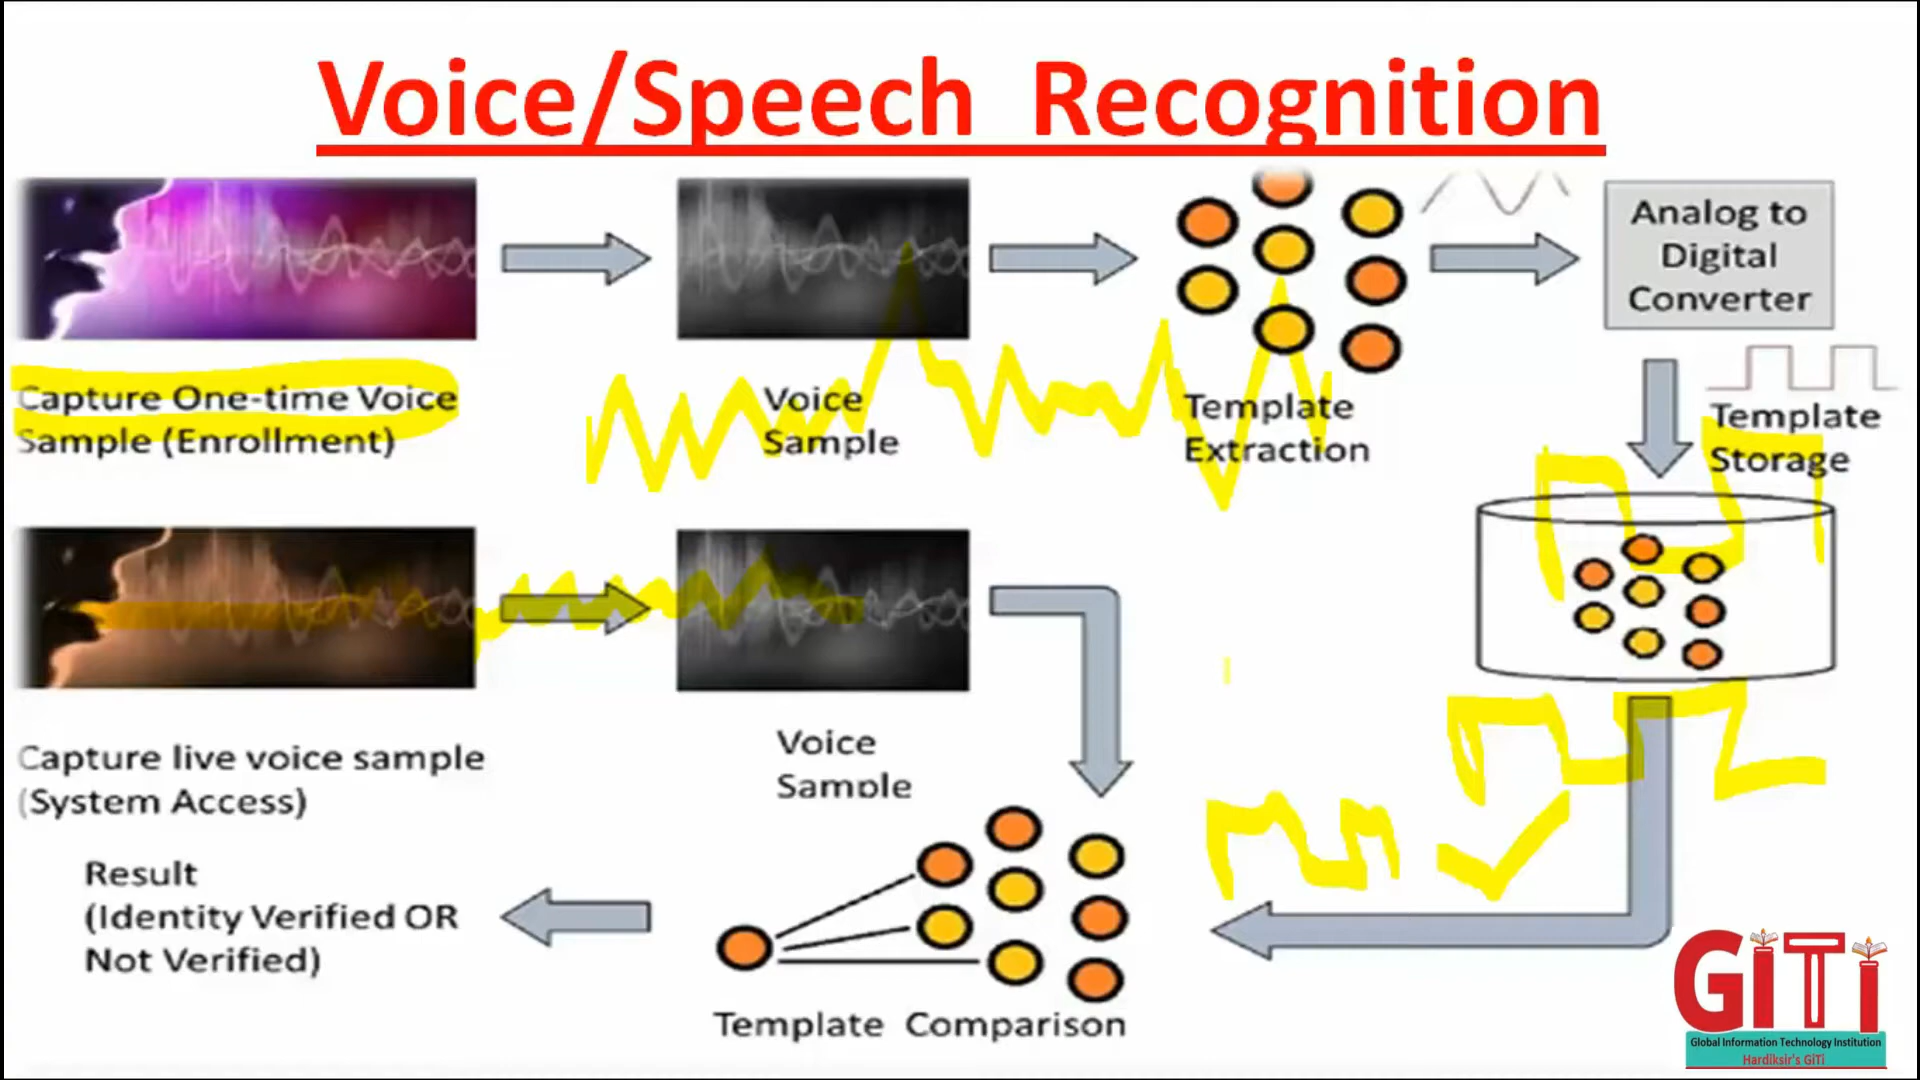 Voice/Speech Recognition
Analog to
Digital
Converter
Capture One-time Voice
Sample (Enrollment)
Voice
Sample
Template
Extraction
Template
Storage
Capture live voice sample
(System Access)
Voice
Sample
Result
(Identity Verified OR
Not Verified)
Template Comparison
GiTi
Global Information Technology Institution
Hardiksir's GiTi